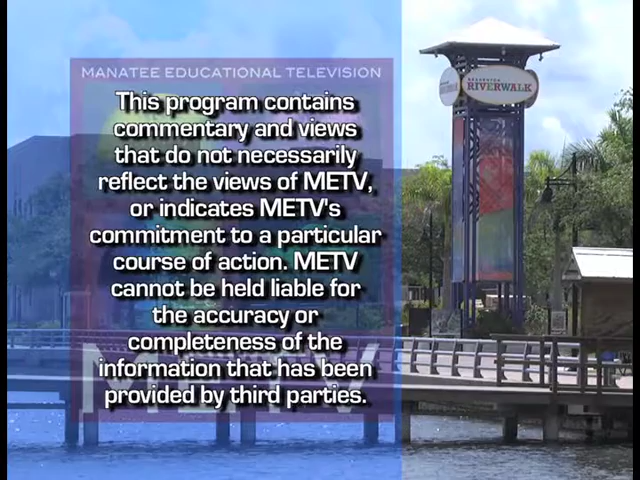 MANATEE EDUCATIONAL TELEVISION
This program contains
commentary and views
that do not necessarily
reflect the views of METV,
or indicates METV's
commitment to a particular
course of action. METV
cannot be held liable for
the accuracy or
completeness of the
information that has been
provided by third parties.
METV
BRADENTON
RIVERWALK